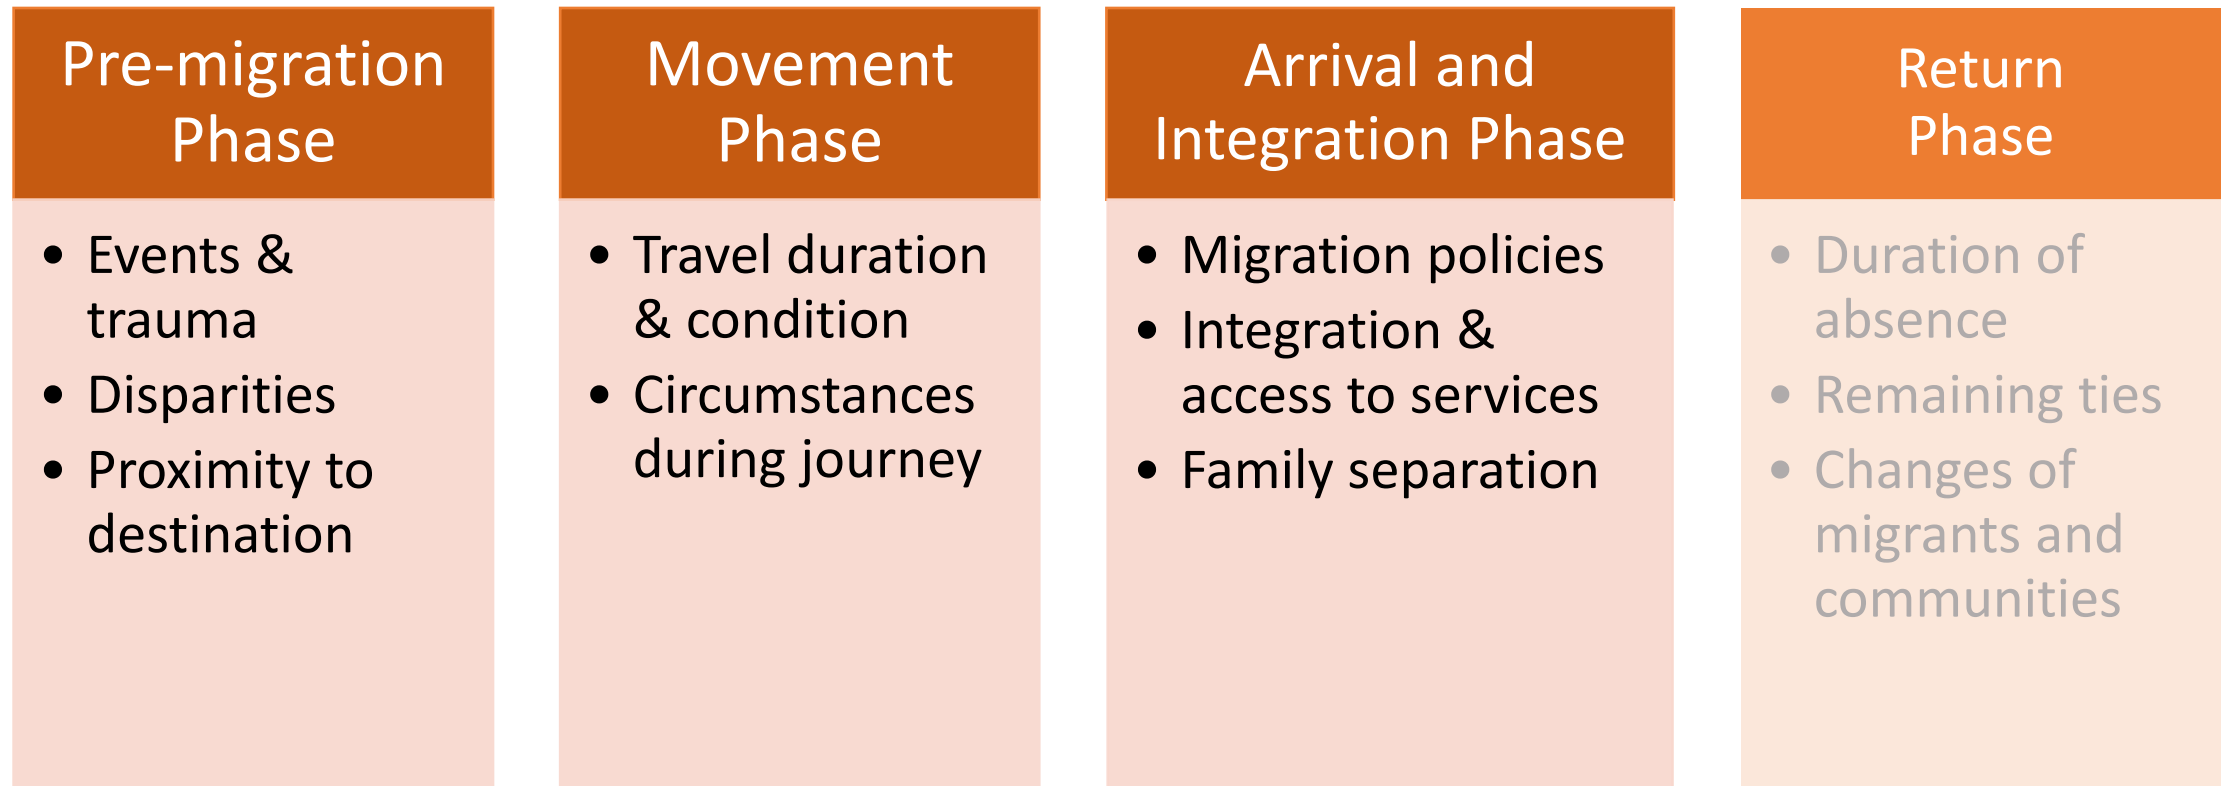 Pre-migration
Phase
• Events &
trauma
• Disparities
• Proximity to
destination
Movement
Phase
• Travel duration
& condition
• Circumstances
during journey
Arrival and
Integration Phase
• Migration policies
• Integration &
access to services
• Family separation
Return
Phase
• Duration of
absence
• Remaining ties
• Changes of
migrants and
communities